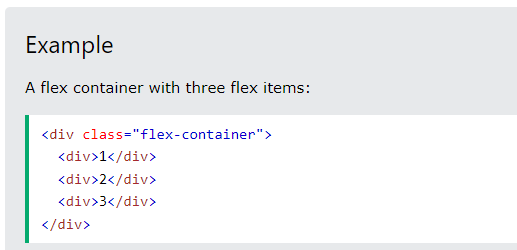 Example
A flex container with three flex items:
<div class="flex-container">
  <div>1</div>
  <div>2</div>
  <div>3</div>
</div>